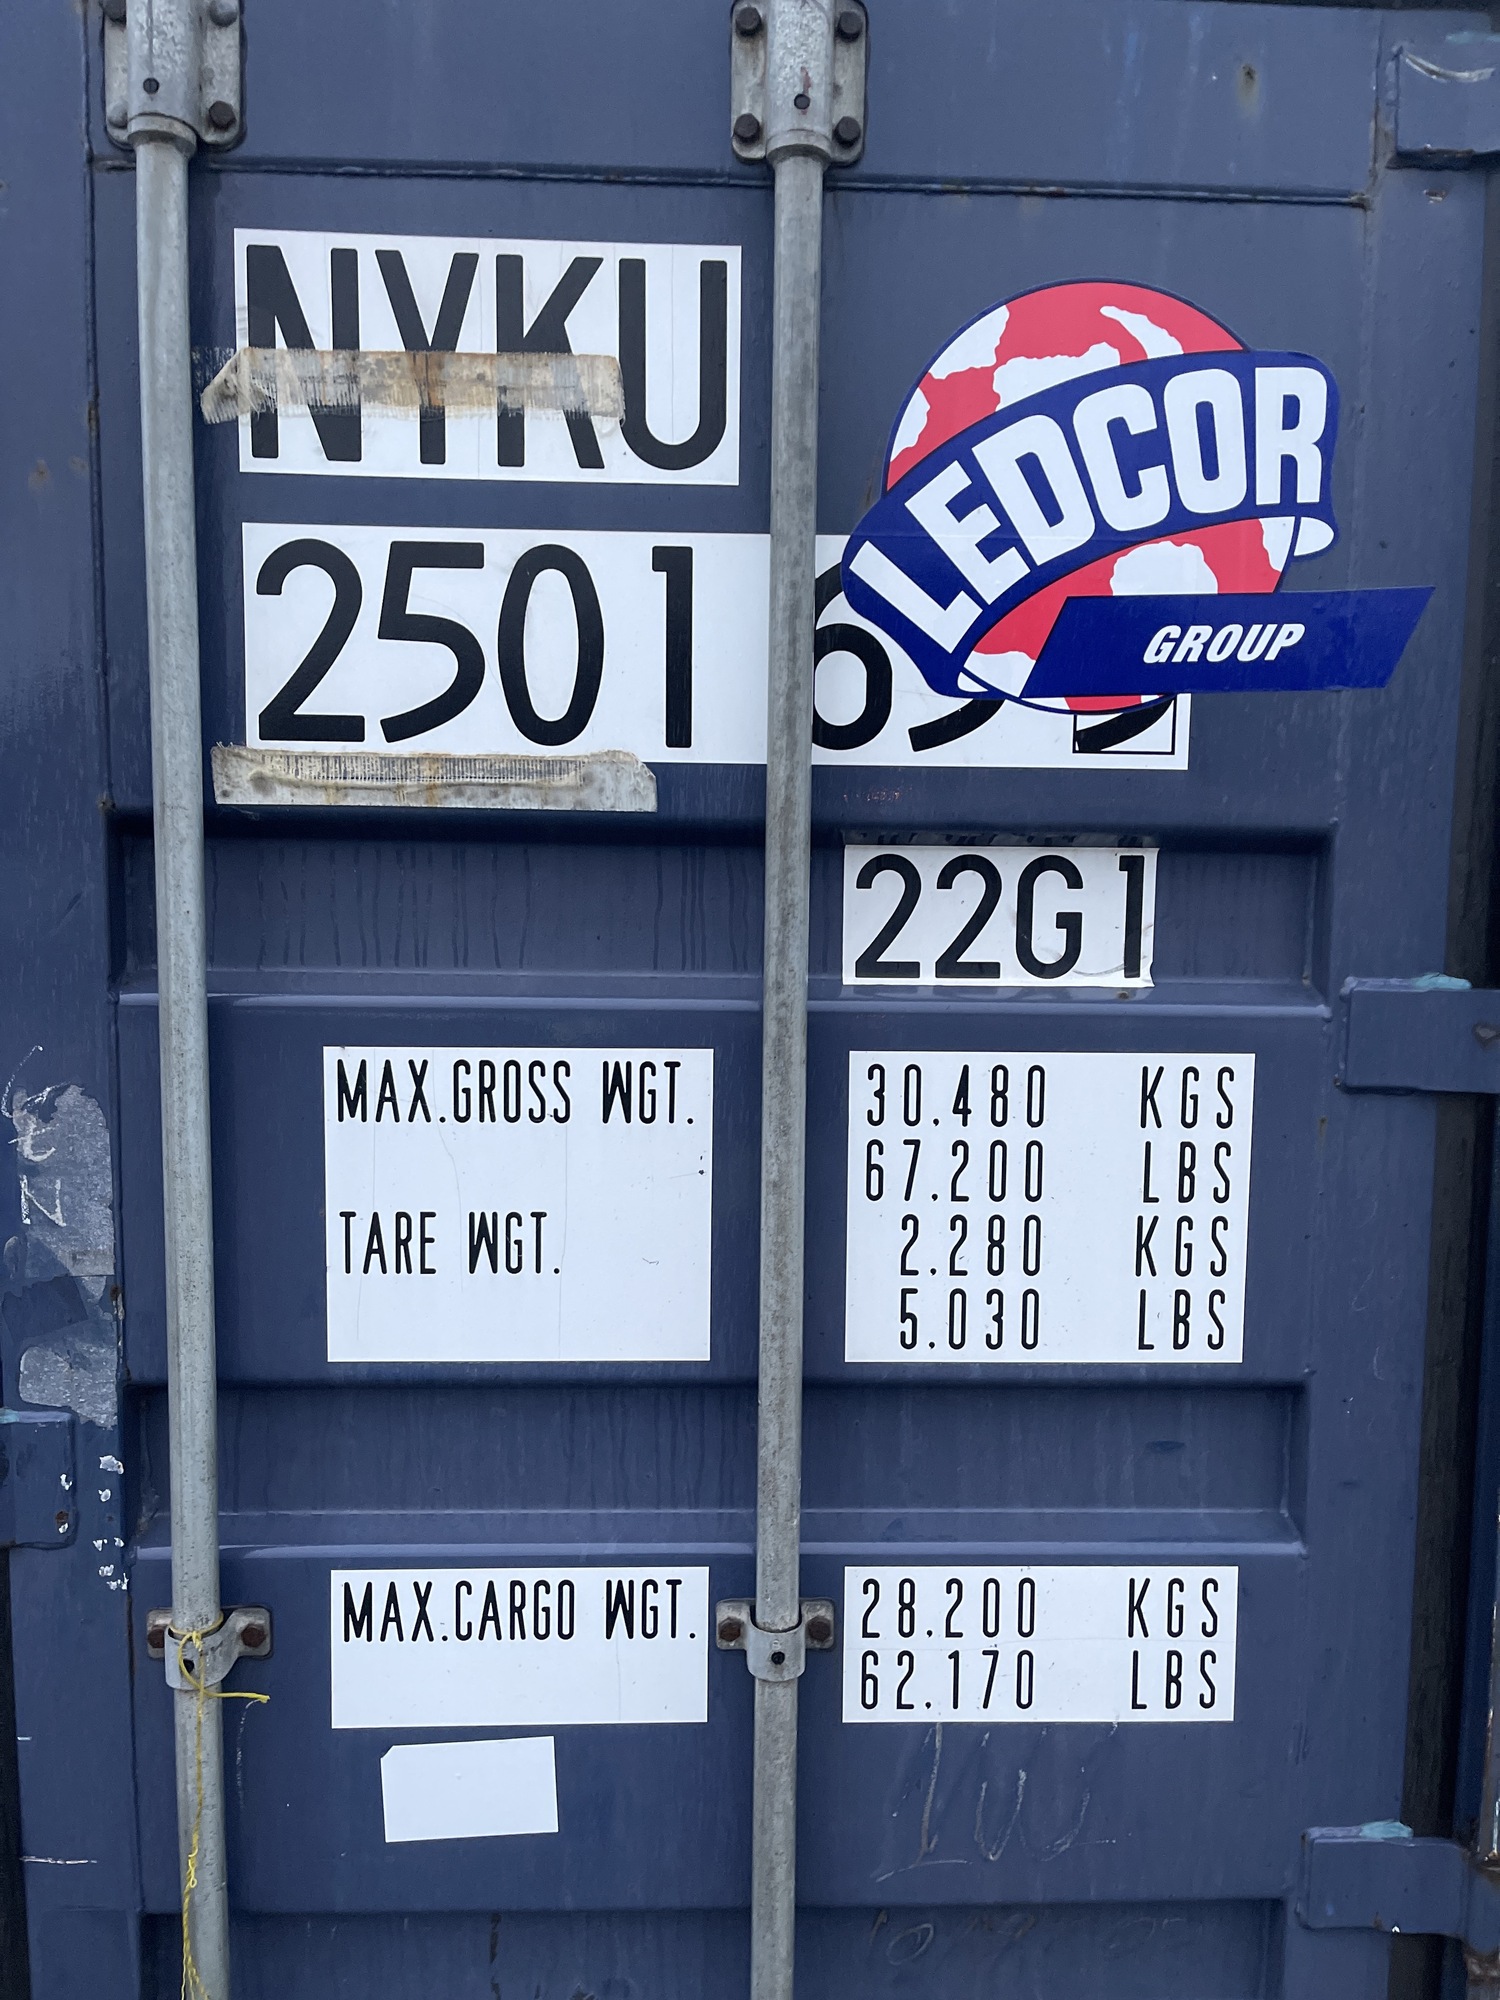 NYKU
2501
LEDCOR
GROUP
22G1
MAX.GROSS WGT. 30.480 KGS
67.200 LBS
TARE WGT. 2.280 KGS
5.030 LBS
MAX.CARGO WGT. 28.200 KGS
62.170 LBS